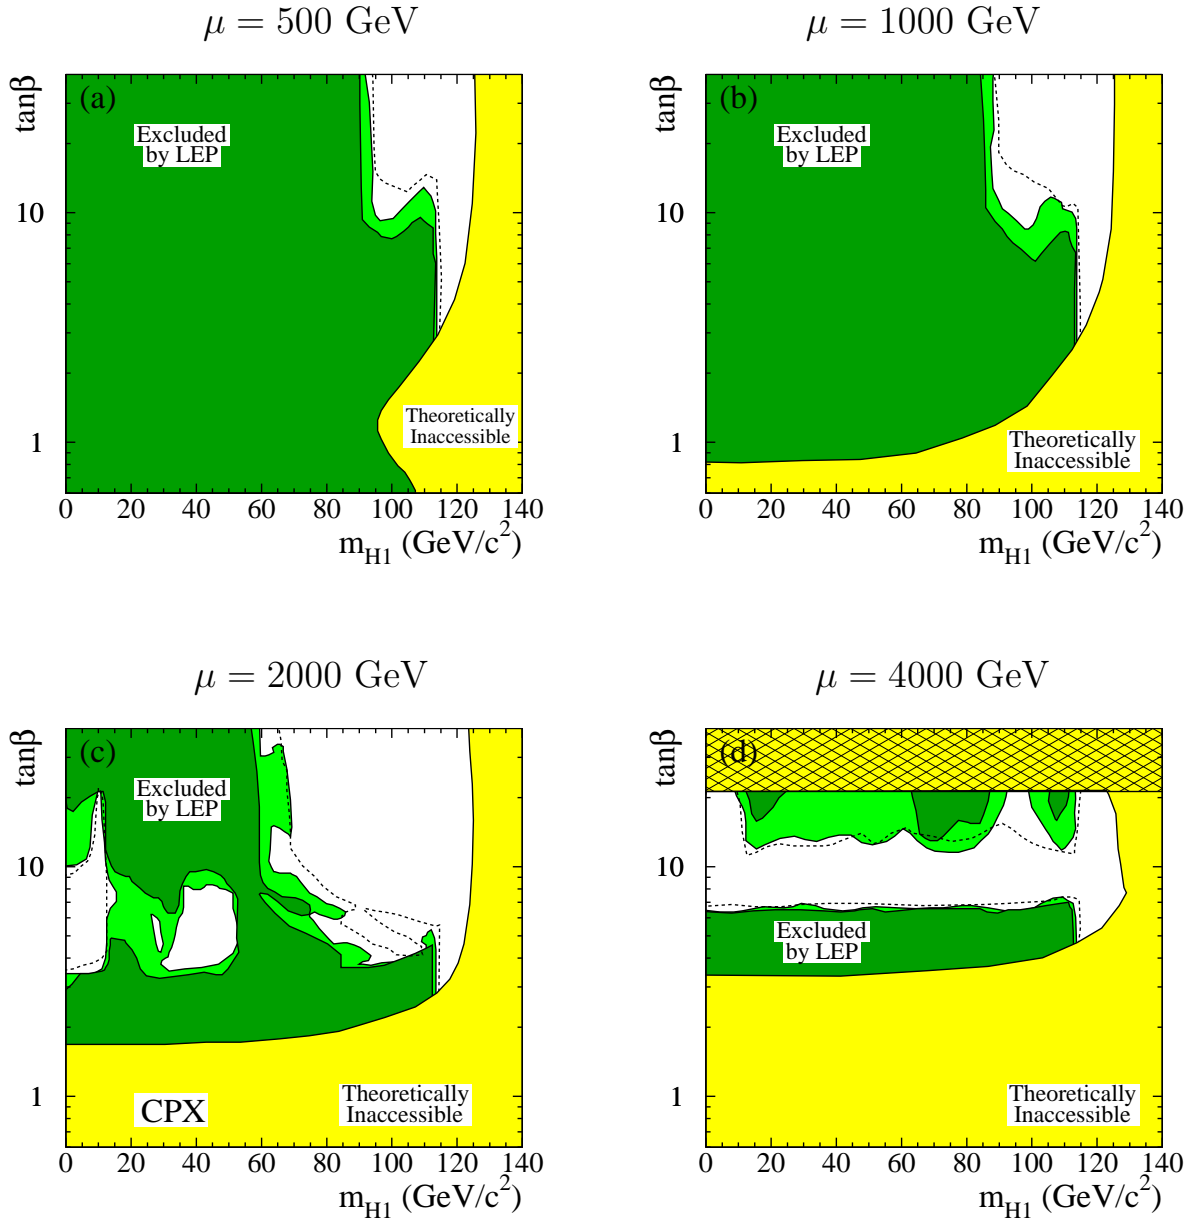 μ = 500 GeV
tanβ
(a)
Excluded
by LEP
10
1
Theoretically
Inaccessible
0 20 40 60 80 100 120 140
m_H1 (GeV/c²)
μ = 1000 GeV
tanβ
(b)
Excluded
by LEP
10
1
Theoretically
Inaccessible
0 20 40 60 80 100 120 140
m_H1 (GeV/c²)
μ = 2000 GeV
tanβ
(c)
Excluded
by LEP
10
1
CPX
Theoretically
Inaccessible
0 20 40 60 80 100 120 140
m_H1 (GeV/c²)
μ = 4000 GeV
tanβ
(d)
10
Excluded
by LEP
1
Theoretically
Inaccessible
0 20 40 60 80 100 120 140
m_H1 (GeV/c²)